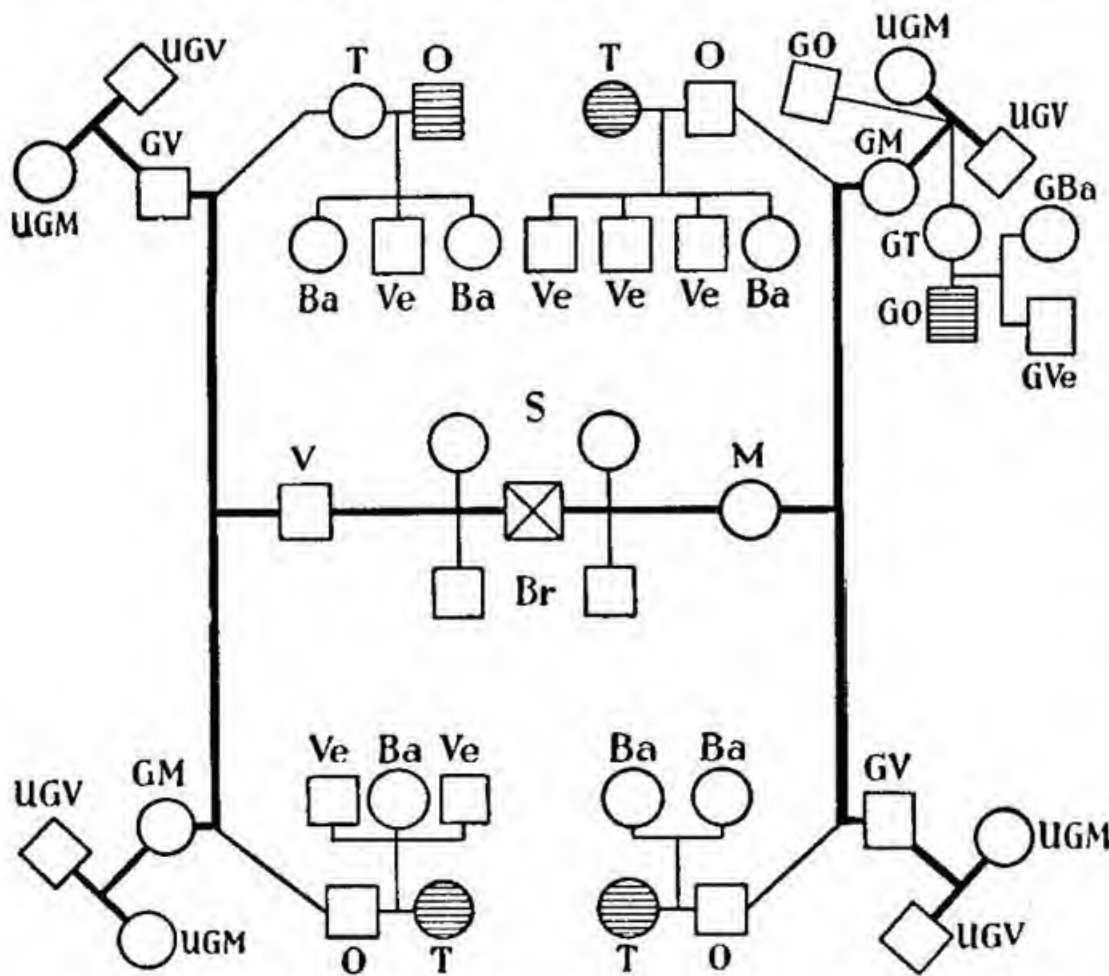 UGV T O T O GO UGM
GV GM UGV
UGM GT GBa
Ba Ve Ba Ve Ve Ve Ba GO
GVe
S
V M
Br
Ve Ba Ve Ba Ba
UGV GM GV UGM
UGM O T T O UGV